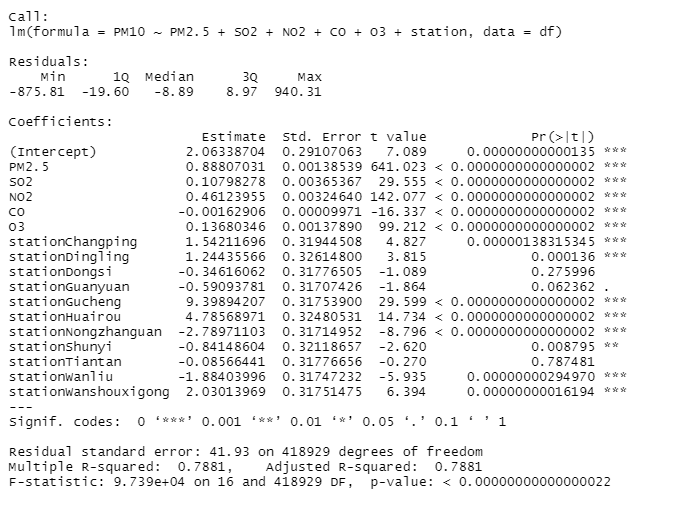 Call:
lm(formula = PM10 ~ PM2.5 + SO2 + NO2 + CO + O3 + station, data = df)
Residuals:
Min 1Q Median 3Q Max
-875.81 -19.60 -8.89 8.97 940.31
Coefficients:
Estimate Std. Error t value Pr(>|t|)
(Intercept) 2.06338704 0.29107063 7.089 0.00000000000135 ***
PM2.5 0.88807031 0.00138539 641.023 < 0.0000000000000002 ***
SO2 0.10798278 0.00365367 29.555 < 0.0000000000000002 ***
NO2 0.46123955 0.00324640 142.077 < 0.0000000000000002 ***
CO -0.00162906 0.00009971 -16.337 < 0.0000000000000002 ***
O3 0.13680346 0.00137890 99.212 < 0.0000000000000002 ***
stationChangping 1.54211696 0.31944508 4.827 0.00000138315345 ***
stationDingling 1.24435566 0.32614800 3.815 0.000136 ***
stationDongsi -0.34616062 0.31776505 -1.089 0.275996
stationGuanyuan -0.59093781 0.31707426 -1.864 0.062362 .
stationGucheng 9.39894207 0.31753900 29.599 < 0.0000000000000002 ***
stationHuairou 4.78568971 0.32480531 14.734 < 0.0000000000000002 ***
stationNongzhanguan -2.78971103 0.31714952 -8.796 < 0.0000000000000002 ***
stationShunyi -0.84148604 0.32118657 -2.620 0.008795 **
stationTiantan -0.08566441 0.31776656 -0.270 0.787481
stationWanliu -1.88403996 0.31747232 -5.935 0.00000000294970 ***
stationWanshouxigong 2.03013969 0.31751475 6.394 0.00000000016194 ***
---
Signif. codes: 0 ‘***’ 0.001 ‘**’ 0.01 ‘*’ 0.05 ‘.’ 0.1 ‘ ’ 1
Residual standard error: 41.93 on 418929 degrees of freedom
Multiple R-squared: 0.7881, Adjusted R-squared: 0.7881
F-statistic: 9.739e+04 on 16 and 418929 DF, p-value: < 0.00000000000000022